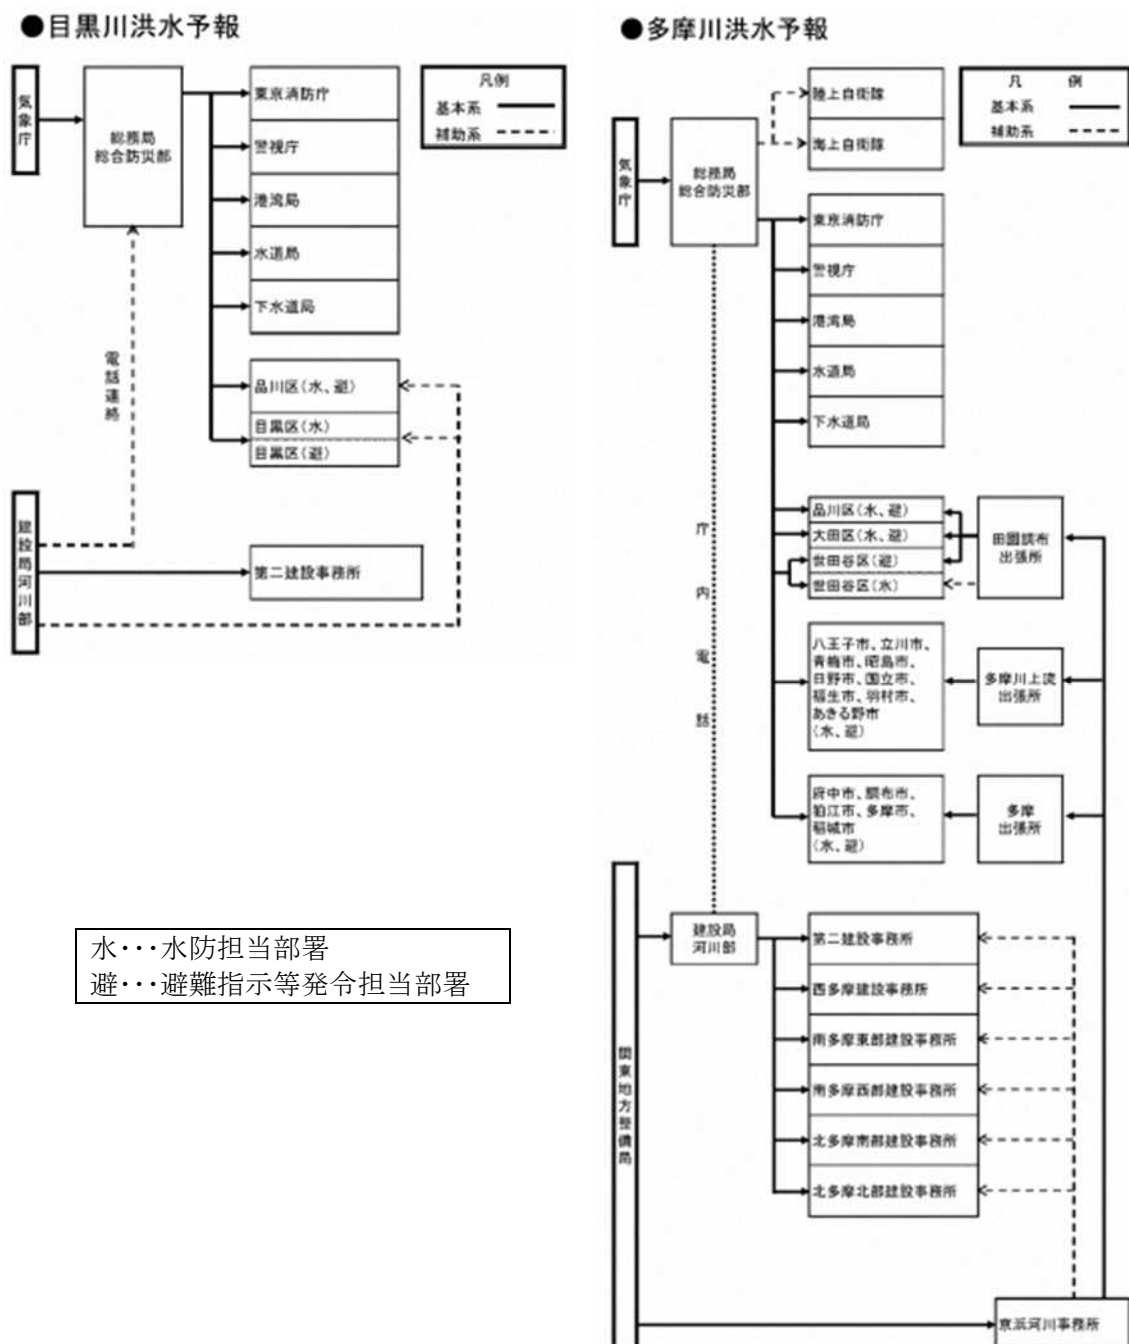 ●目黒川洪水予報
気象庁
総務局
総合防災部
東京消防庁
警視庁
港湾局
水道局
下水道局
品川区(水、避)
目黒区(水)
目黒区(避)
凡例
基本系
補助系
電話連絡
建設局河川部
第二建設事務所
水・・・水防担当部署
避・・・避難指示等発令担当部署
●多摩川洪水予報
気象庁
総務局
総合防災部
陸上自衛隊
海上自衛隊
凡 例
基本系
補助系
東京消防庁
警視庁
港湾局
水道局
下水道局
品川区(水、避)
大田区(水、避)
世田谷区(避)
世田谷区(水)
田園調布
出張所
庁内電話
八王子市、立川市、
青梅市、昭島市、
日野市、国立市、
福生市、羽村市、
あきる野市
(水、避)
多摩川上流
出張所
府中市、調布市、
狛江市、多摩市、
稲城市
(水、避)
多摩
出張所
関東地方整備局
建設局
河川部
第二建設事務所
西多摩建設事務所
南多摩東部建設事務所
南多摩西部建設事務所
北多摩南部建設事務所
北多摩北部建設事務所
京浜河川事務所